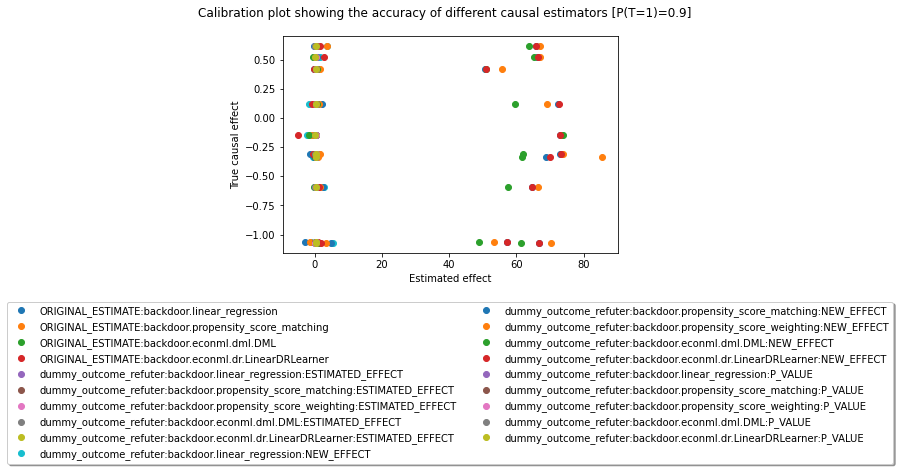 Calibration plot showing the accuracy of different causal estimators [P(T=1)=0.9]
0.50
0.25
0.00
−0.25
−0.50
−0.75
−1.00
True causal effect
0 20 40 60 80
Estimated effect
ORIGINAL_ESTIMATE:backdoor.linear_regression
ORIGINAL_ESTIMATE:backdoor.propensity_score_matching
ORIGINAL_ESTIMATE:backdoor.econml.dml.DML
ORIGINAL_ESTIMATE:backdoor.econml.dr.LinearDRLearner
dummy_outcome_refuter:backdoor.linear_regression:ESTIMATED_EFFECT
dummy_outcome_refuter:backdoor.propensity_score_matching:ESTIMATED_EFFECT
dummy_outcome_refuter:backdoor.propensity_score_weighting:ESTIMATED_EFFECT
dummy_outcome_refuter:backdoor.econml.dml.DML:ESTIMATED_EFFECT
dummy_outcome_refuter:backdoor.econml.dr.LinearDRLearner:ESTIMATED_EFFECT
dummy_outcome_refuter:backdoor.linear_regression:NEW_EFFECT
dummy_outcome_refuter:backdoor.propensity_score_matching:NEW_EFFECT
dummy_outcome_refuter:backdoor.propensity_score_weighting:NEW_EFFECT
dummy_outcome_refuter:backdoor.econml.dml.DML:NEW_EFFECT
dummy_outcome_refuter:backdoor.econml.dr.LinearDRLearner:NEW_EFFECT
dummy_outcome_refuter:backdoor.linear_regression:P_VALUE
dummy_outcome_refuter:backdoor.propensity_score_matching:P_VALUE
dummy_outcome_refuter:backdoor.propensity_score_weighting:P_VALUE
dummy_outcome_refuter:backdoor.econml.dml.DML:P_VALUE
dummy_outcome_refuter:backdoor.econml.dr.LinearDRLearner:P_VALUE